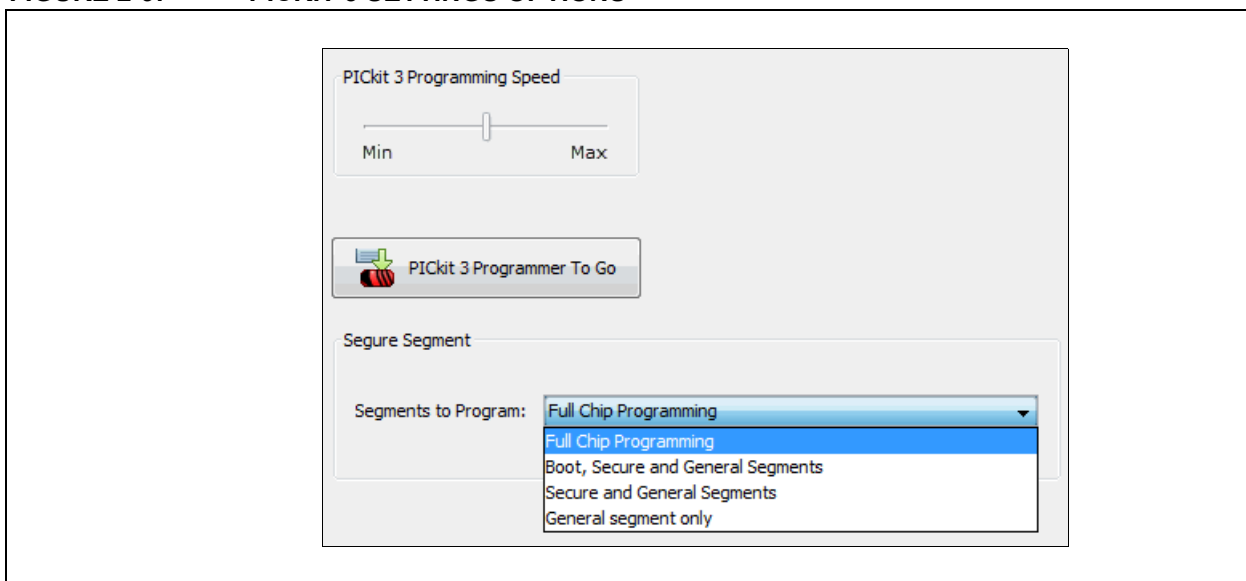 PICkit 3 Programming Speed
Min Max
PICkit 3 Programmer To Go
Segure Segment
Segments to Program: Full Chip Programming
Full Chip Programming
Boot, Secure and General Segments
Secure and General Segments
General segment only